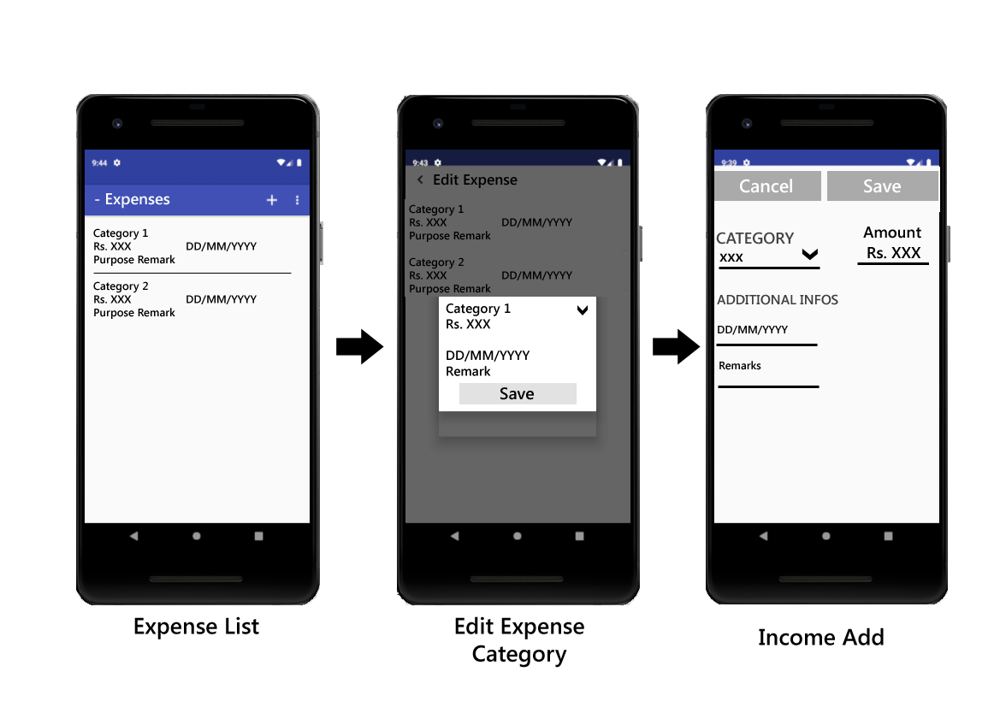 9:44
- Expenses
Category 1
Rs. XXX DD/MM/YYYY
Purpose Remark
Category 2
Rs. XXX DD/MM/YYYY
Purpose Remark
Expense List
9:43
Edit Expense
Category 1
Rs. XXX DD/MM/YYYY
Purpose Remark
Category 2
Rs. XXX DD/MM/YYYY
Purpose Remark
Category 1
Rs. XXX
DD/MM/YYYY
Remark
Save
Edit Expense
Category
9:39
Cancel Save
CATEGORY
xxx
Amount
Rs. XXX
ADDITIONAL INFOS
DD/MM/YYYY
Remarks
Income Add